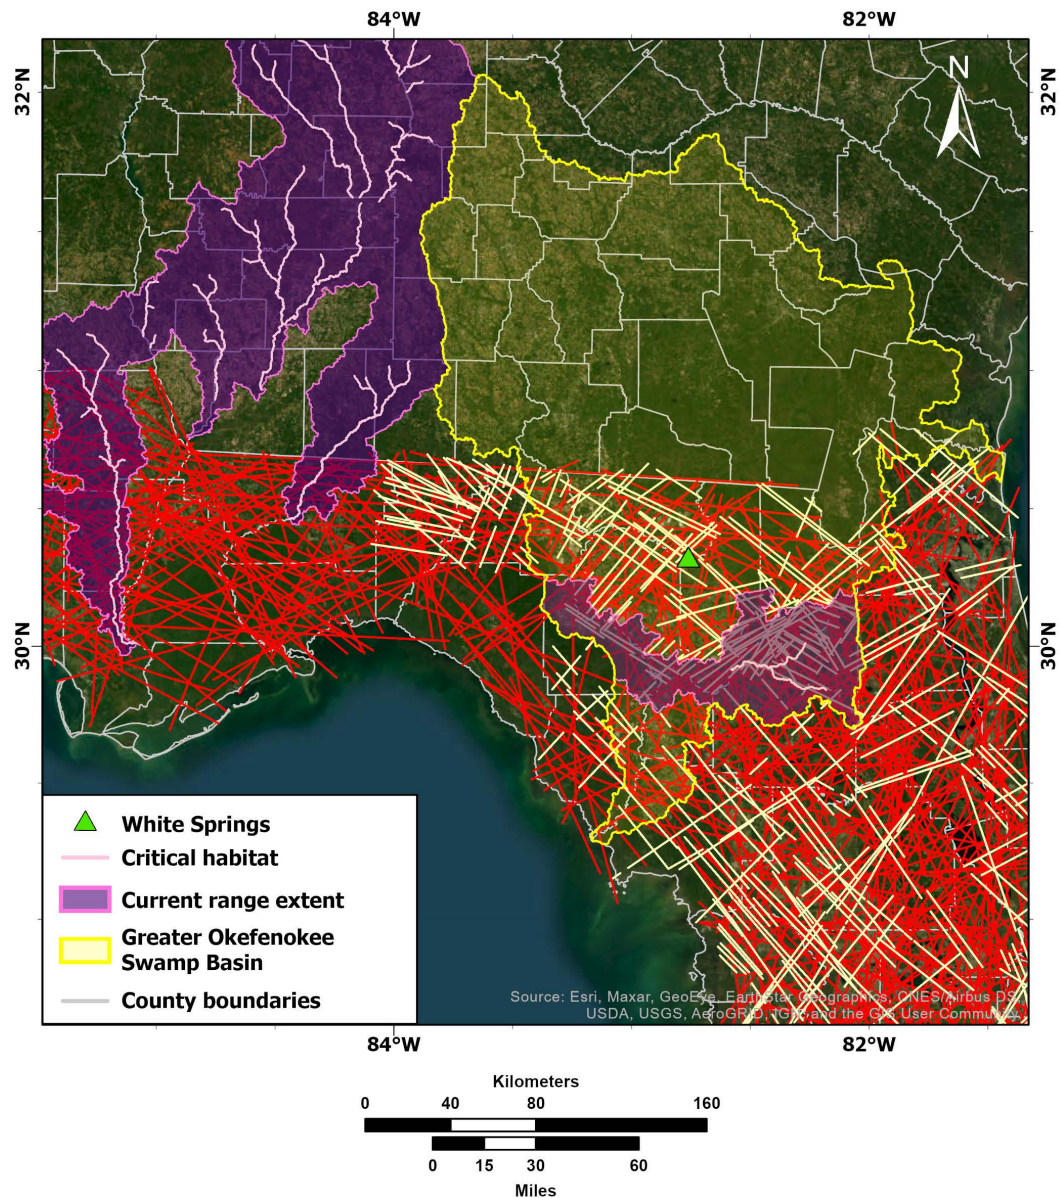 84°W 82°W
32°N 32°N
N
30°N 30°N
White Springs
Critical habitat
Current range extent
Greater Okefenokee
Swamp Basin
County boundaries
Source: Esri, Maxar, GeoEye, Earthstar Geographics, CNES/Airbus DS,
USDA, USGS, AeroGRID, IGN, and the GIS User Community
84°W 82°W
Kilometers
0 40 80 160
0 15 30 60
Miles